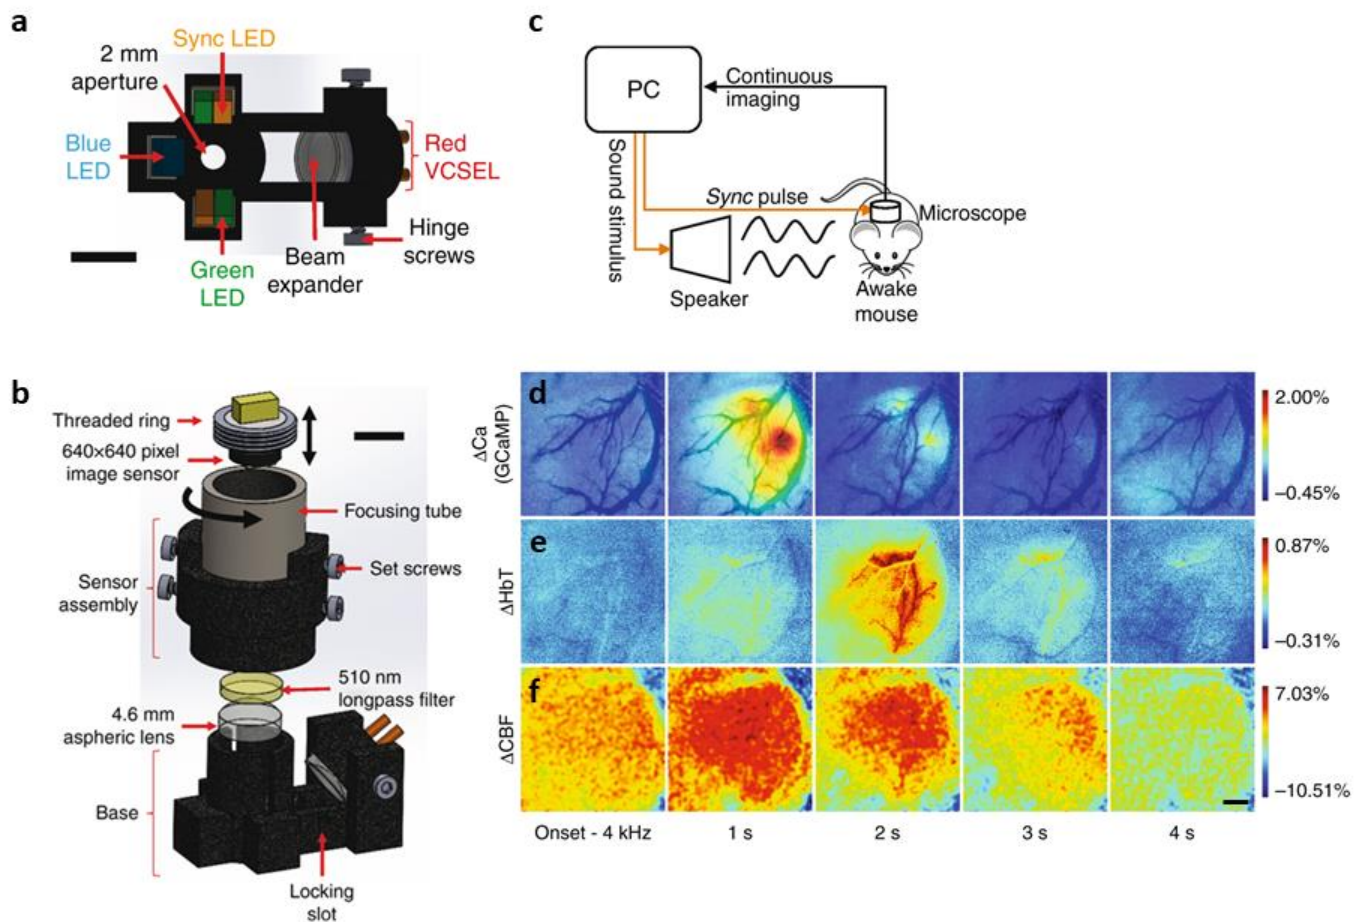 a
Sync LED
2 mm
aperture
Blue
LED
Red
VCSEL
Hinge
screws
Beam
expander
Green
LED
c
PC
Continuous
imaging
Sound stimulus
Sync pulse
Microscope
Speaker
Awake
mouse
b
Threaded ring
640×640 pixel
image sensor
Focusing tube
Sensor
assembly
Set screws
510 nm
longpass filter
4.6 mm
aspheric lens
Base
Locking
slot
d
ΔCa
(GCaMP)
2.00%
–0.45%
e
ΔHbT
0.87%
–0.31%
f
ΔCBF
7.03%
–10.51%
Onset - 4 kHz 1 s 2 s 3 s 4 s